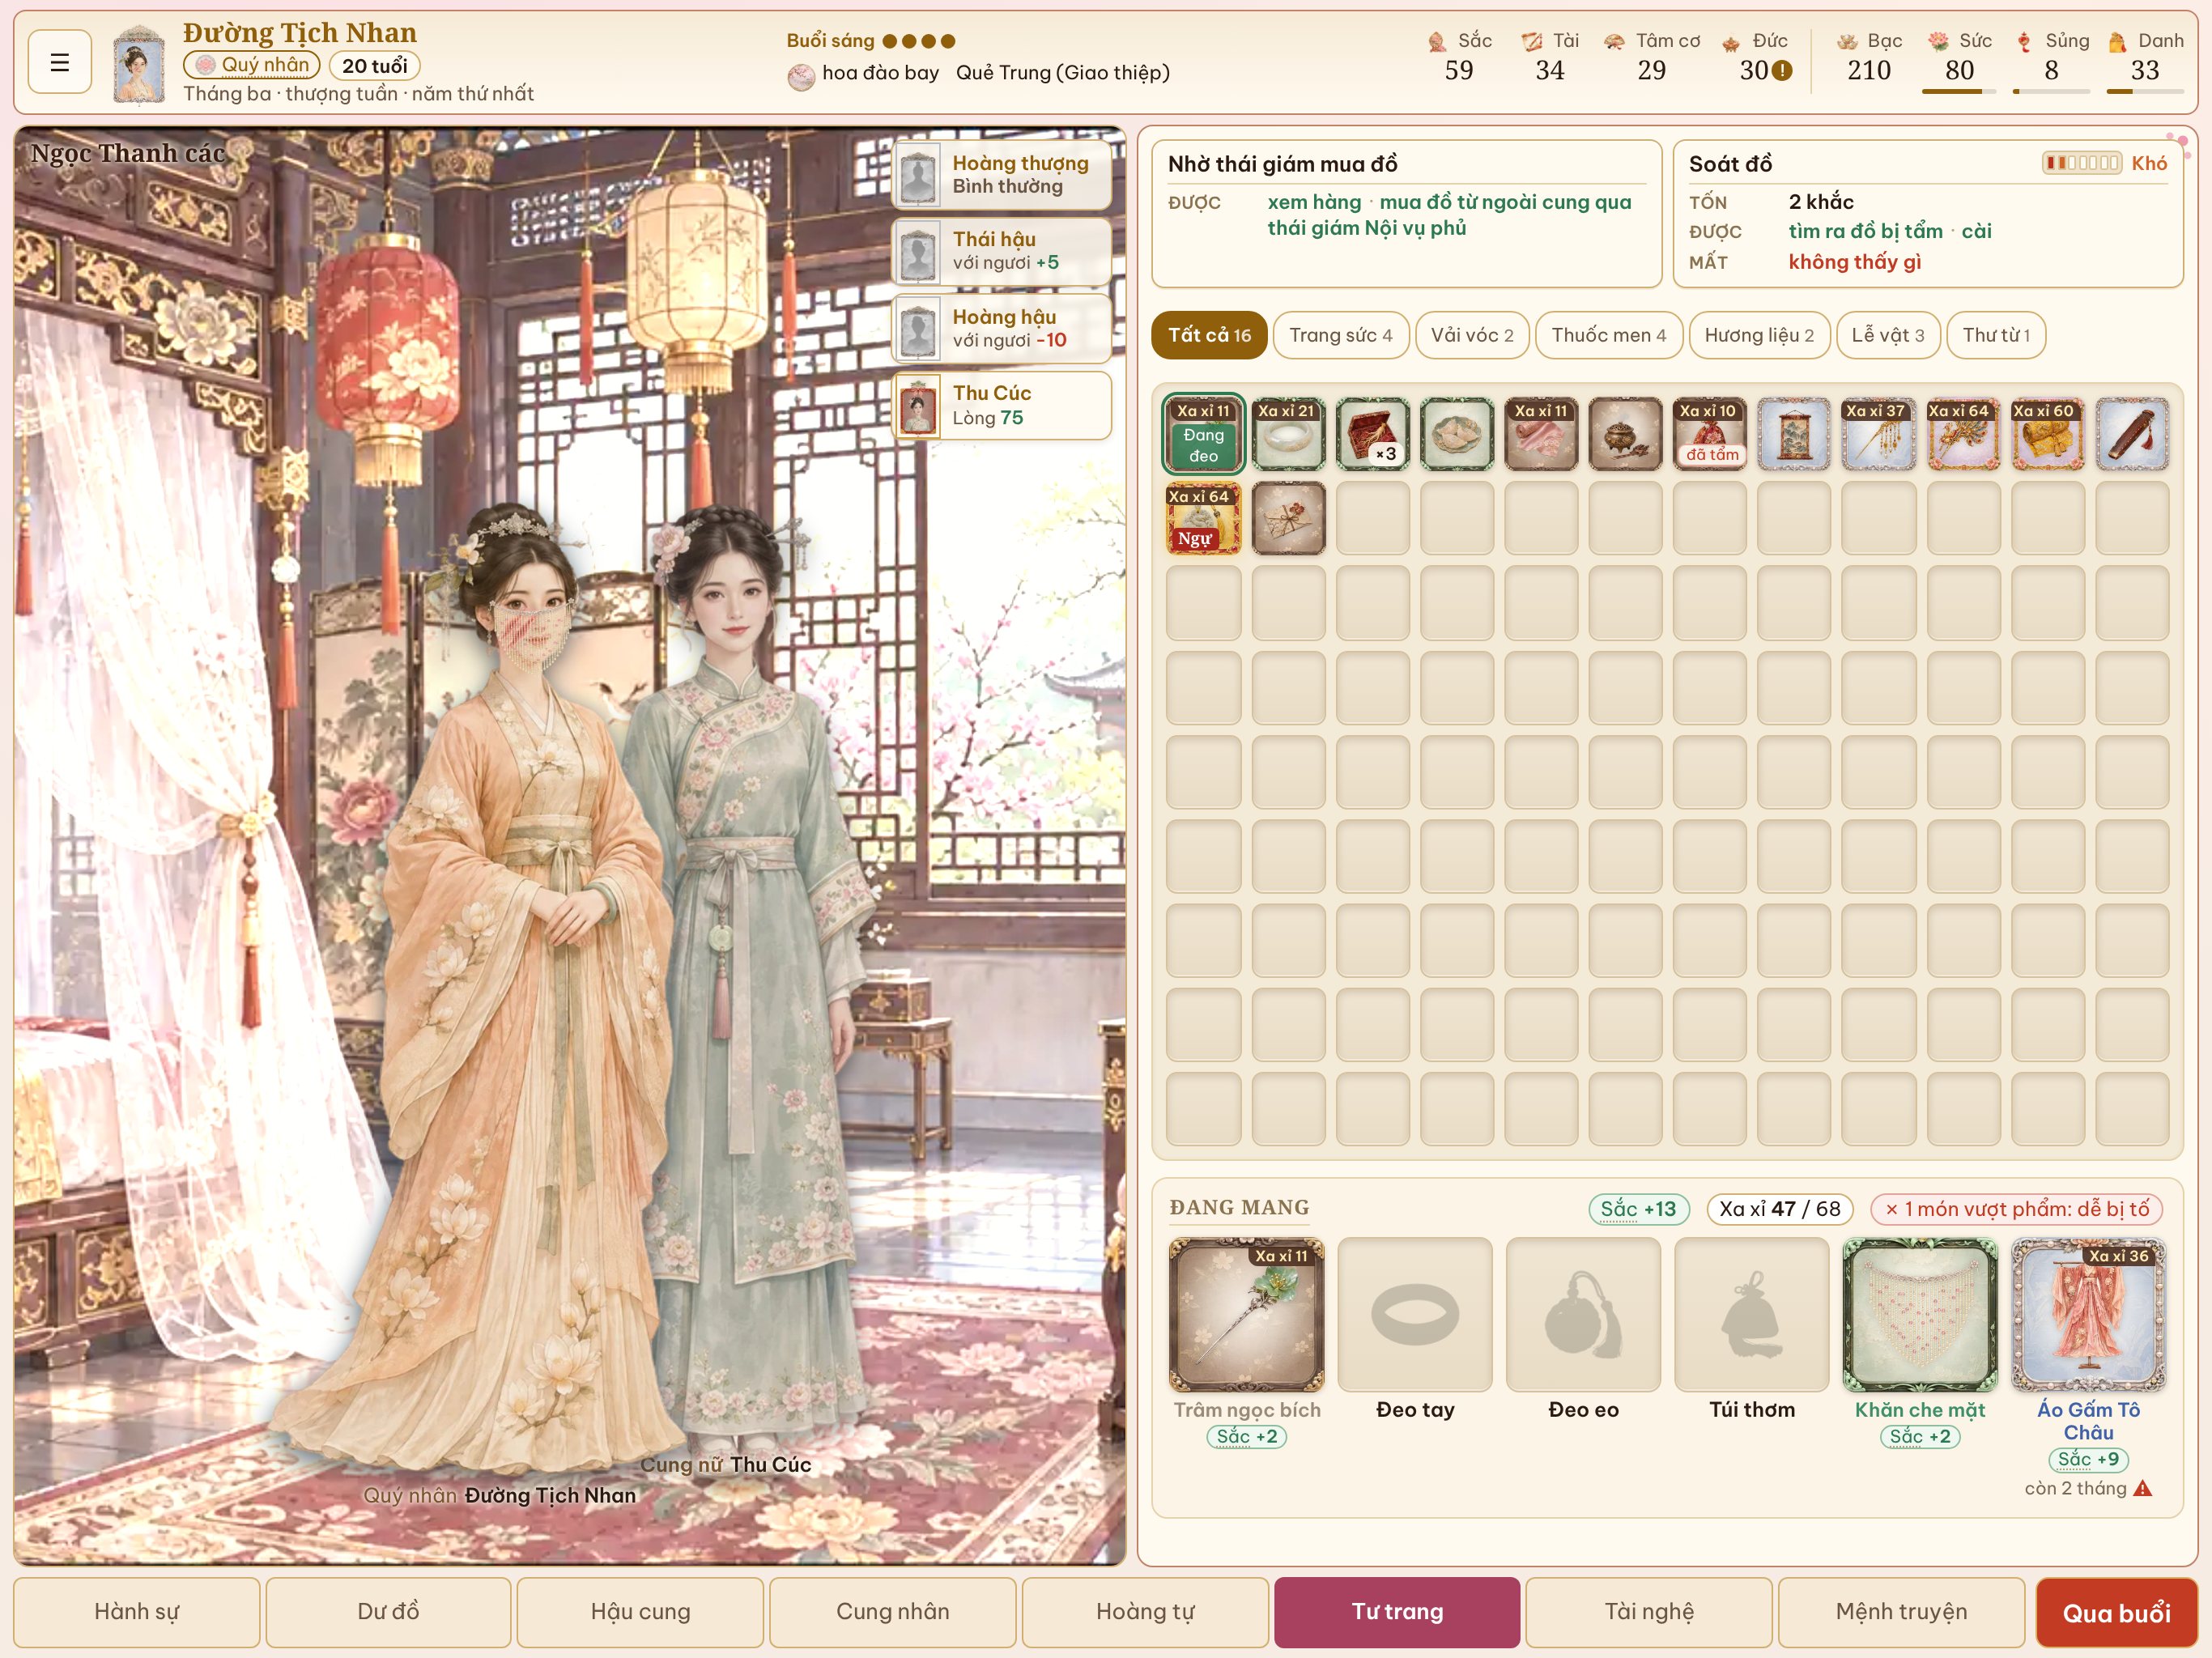 ☰
Đường Tịch Nhan
Quý nhân 20 tuổi
Tháng ba · thượng tuần · năm thứ nhất
Buổi sáng
hoa đào bay Quẻ Trung (Giao thiệp)
Sắc 59
Tài 34
Tâm cơ 29
Đức 30 !
Bạc 210
Sức 80
Sủng 8
Danh 33
Ngọc Thanh các
Hoàng thượng
Bình thường
Thái hậu
với ngươi +5
Hoàng hậu
với ngươi -10
Thu Cúc
Lòng 75
Cung nữ Thu Cúc
Quý nhân Đường Tịch Nhan
Nhờ thái giám mua đồ
ĐƯỢC xem hàng · mua đồ từ ngoài cung qua
thái giám Nội vụ phủ
Soát đồ Khó
TỐN 2 khắc
ĐƯỢC tìm ra đồ bị tẩm · cài
MẤT không thấy gì
Tất cả 16 Trang sức 4 Vải vóc 2 Thuốc men 4 Hương liệu 2 Lễ vật 3 Thư từ 1
Xa xỉ 11
Đang
đeo
Xa xỉ 21
×3
Xa xỉ 11
Xa xỉ 10
đã tẩm
Xa xỉ 37
Xa xỉ 64
Xa xỉ 60
Xa xỉ 64
Ngự
ĐANG MANG Sắc +13 Xa xỉ 47 / 68 × 1 món vượt phẩm: dễ bị tố
Xa xỉ 11
Trâm ngọc bích
Sắc +2
Đeo tay
Đeo eo
Túi thơm
Khăn che mặt
Sắc +2
Xa xỉ 36
Áo Gấm Tô
Châu
Sắc +9
còn 2 tháng
Hành sự Dư đồ Hậu cung Cung nhân Hoàng tự Tư trang Tài nghệ Mệnh truyện Qua buổi